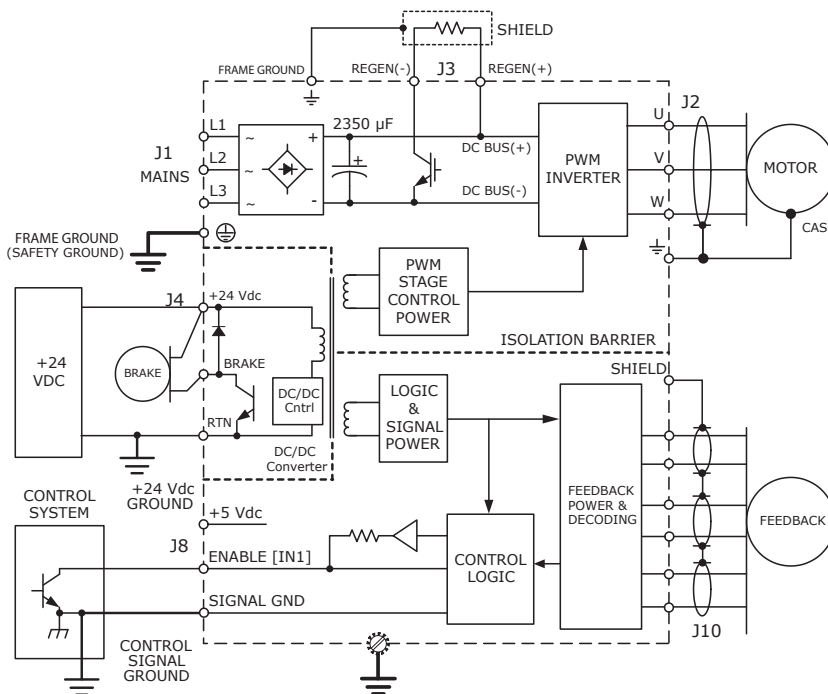 SHIELD
FRAME GROUND
REGEN(-)
J3
REGEN(+)
J1
MAINS
L1
L2
L3
~
~
~
+
-
2350 µF
+
DC BUS(+)
DC BUS(-)
PWM
INVERTER
U
V
W
J2
MOTOR
CAS
FRAME GROUND
(SAFETY GROUND)
PWM
STAGE
CONTROL
POWER
ISOLATION BARRIER
J4
+24 Vdc
+24
VDC
BRAKE
BRAKE
RTN
DC/DC
Cntrl
DC/DC
Converter
LOGIC
&
SIGNAL
POWER
SHIELD
+24 Vdc
GROUND
CONTROL
SYSTEM
+5 Vdc
J8
ENABLE [IN1]
SIGNAL GND
CONTROL
SIGNAL
GROUND
CONTROL
LOGIC
FEEDBACK
POWER &
DECODING
FEEDBACK
J10